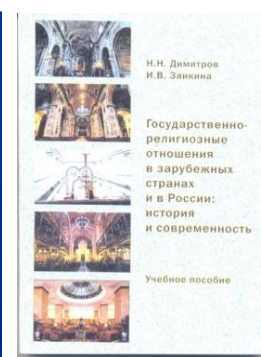 Н.Н. Димитров
И.В. Заикина
Государственно-
религиозные
отношения
в зарубежных
странах
и в России:
история
и современность
Учебное пособие